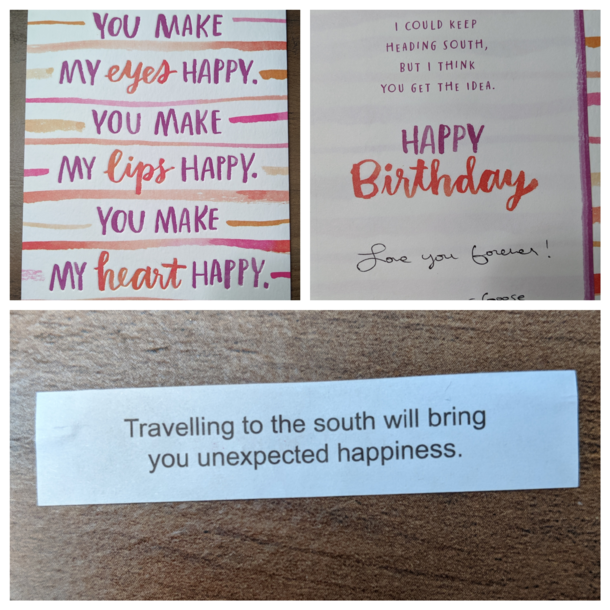 YOU MAKE
MY eyes HAPPY.
YOU MAKE
MY lips HAPPY.
YOU MAKE
MY heart HAPPY.
I COULD KEEP
HEADING SOUTH,
BUT I THINK
YOU GET THE IDEA.
HAPPY
Birthday
Love you forever!
Goose
Travelling to the south will bring
you unexpected happiness.